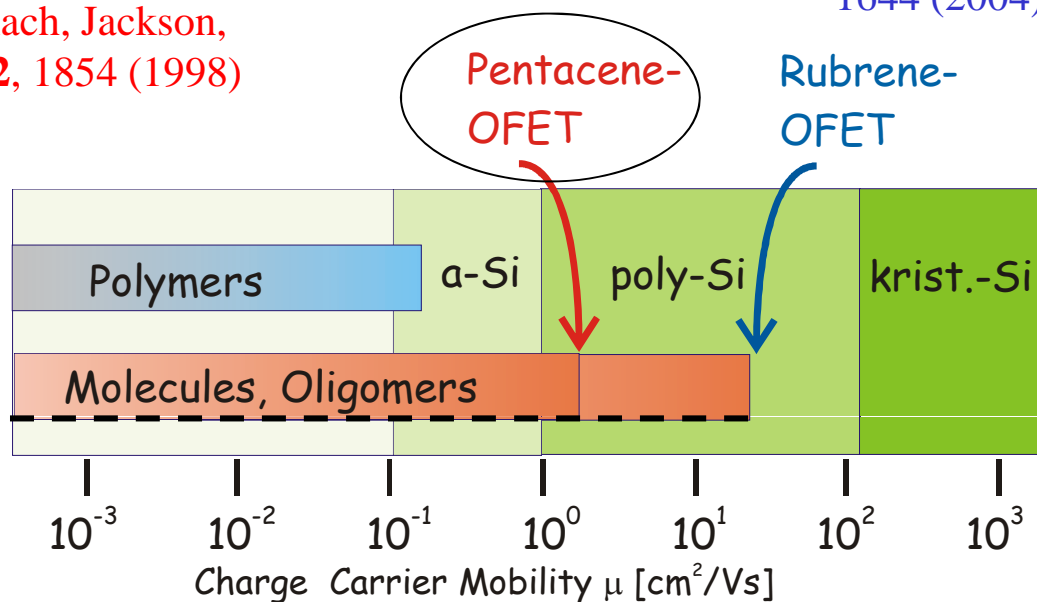 ach, Jackson,
2, 1854 (1998)
1644 (2004)
Pentacene-
OFET
Rubrene-
OFET
Polymers
a-Si
poly-Si
krist.-Si
Molecules, Oligomers
10⁻³ 10⁻² 10⁻¹ 10⁰ 10¹ 10² 10³
Charge Carrier Mobility μ [cm²/Vs]